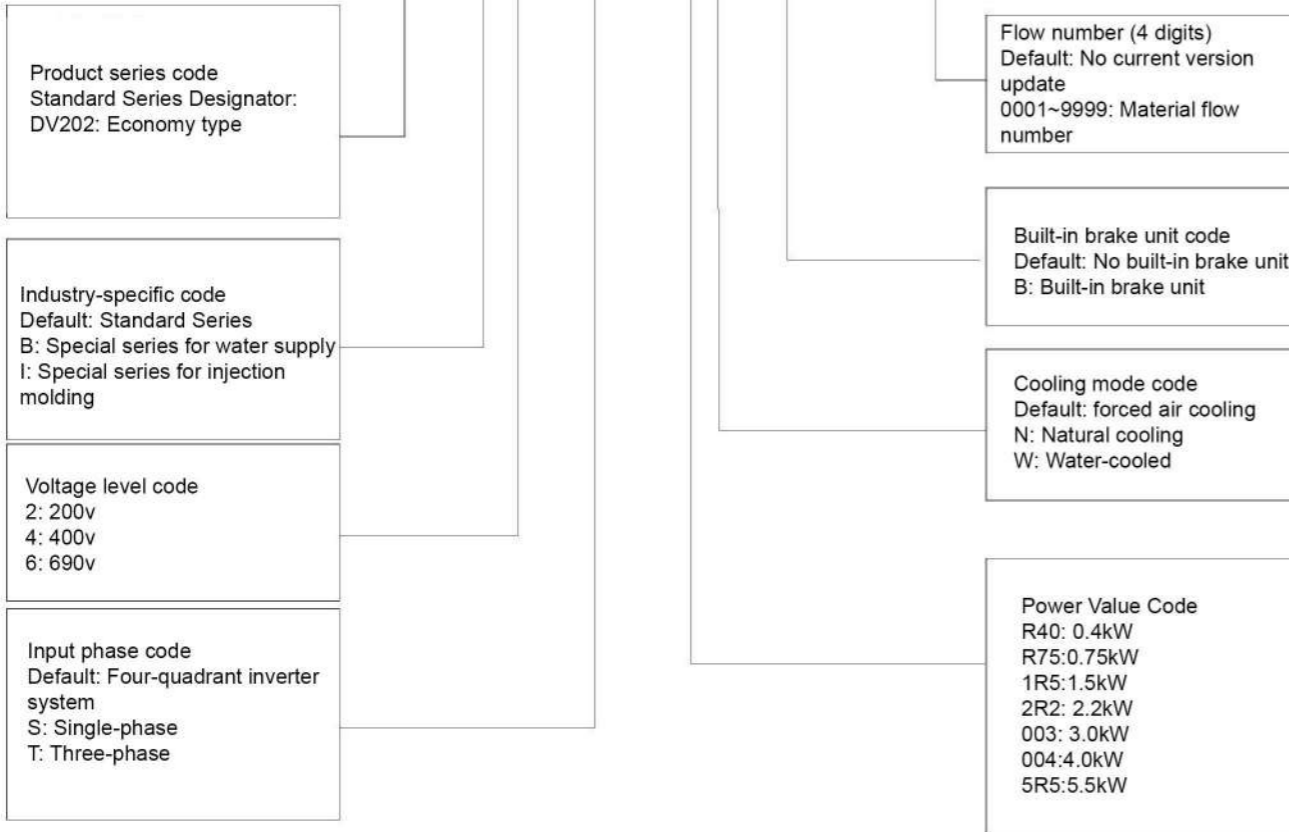 Product series code
Standard Series Designator:
DV202: Economy type
Industry-specific code
Default: Standard Series
B: Special series for water supply
I: Special series for injection
molding
Voltage level code
2: 200v
4: 400v
6: 690v
Input phase code
Default: Four-quadrant inverter
system
S: Single-phase
T: Three-phase
Flow number (4 digits)
Default: No current version
update
0001~9999: Material flow
number
Built-in brake unit code
Default: No built-in brake unit
B: Built-in brake unit
Cooling mode code
Default: forced air cooling
N: Natural cooling
W: Water-cooled
Power Value Code
R40: 0.4kW
R75:0.75kW
1R5:1.5kW
2R2: 2.2kW
003: 3.0kW
004:4.0kW
5R5:5.5kW